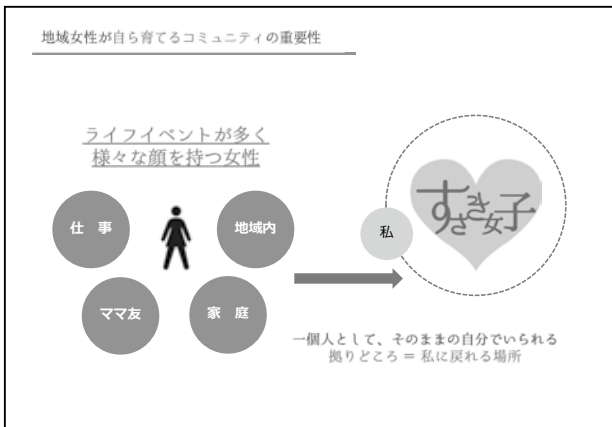 地域女性が自ら育てるコミュニティの重要性
ライフイベントが多く
様々な顔を持つ女性
仕　事
地域内
ママ友
家　庭
私
すさき女子
一個人として、そのままの自分でいられる
拠りどころ = 私に戻れる場所